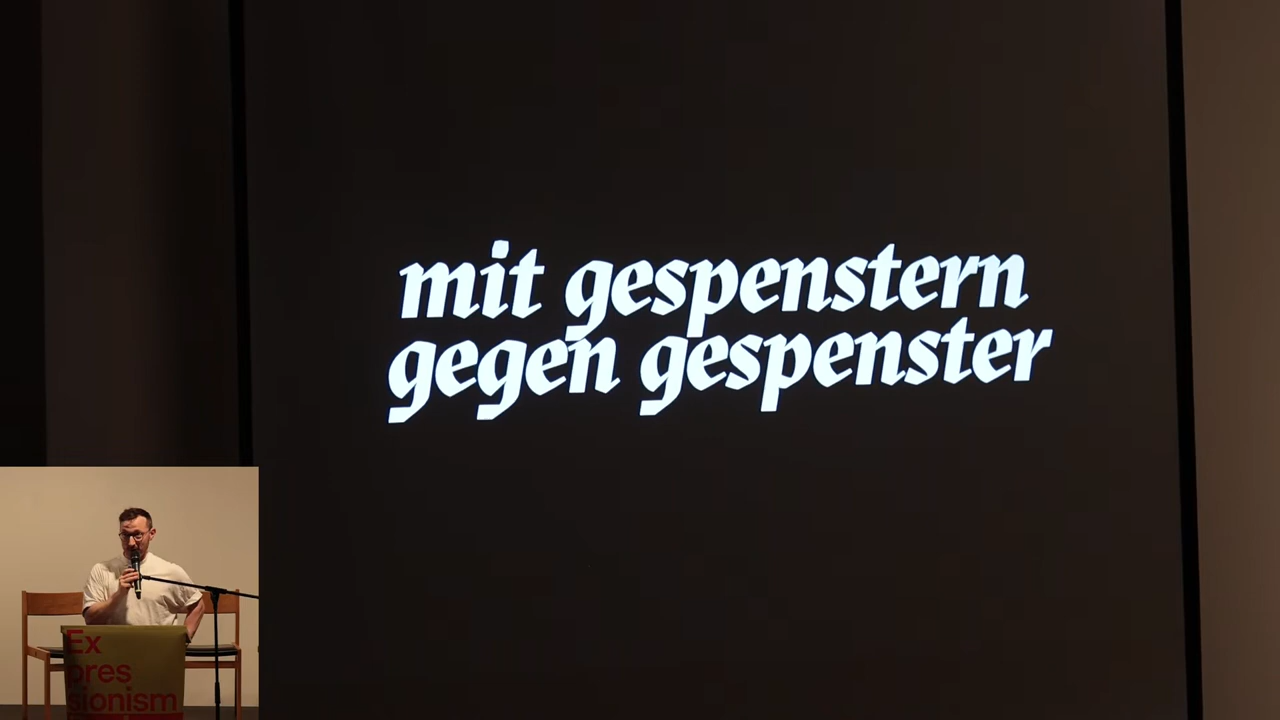 mit gespenstern
gegen gespenster
Ex
pres
sionism